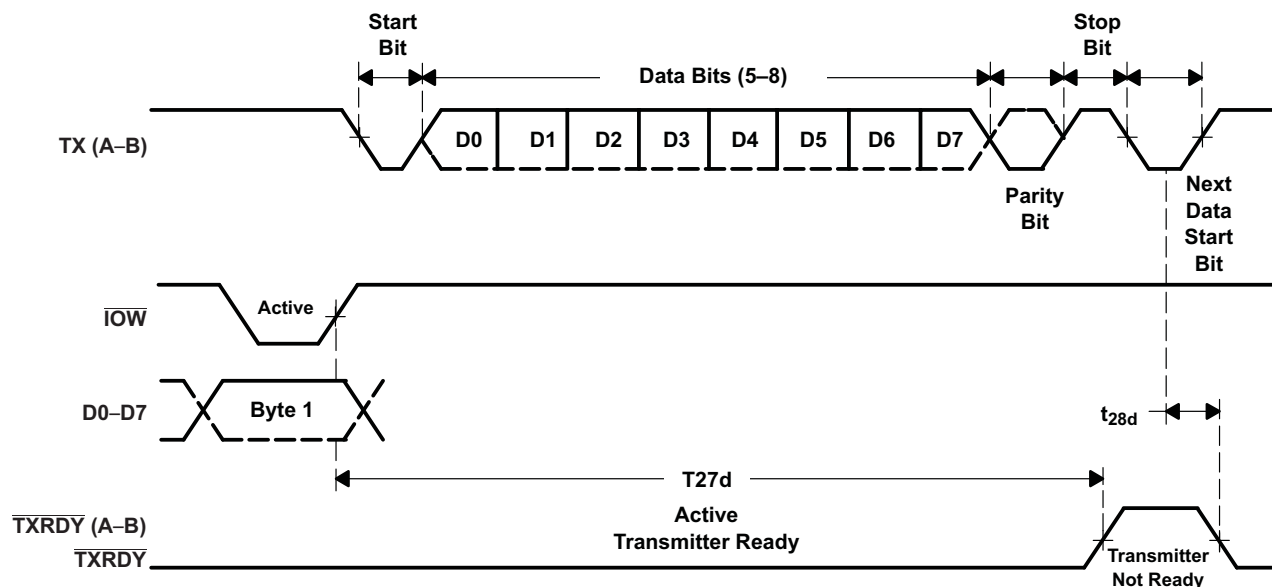 Start
Bit
Data Bits (5–8)
Stop
Bit
TX (A–B)
D0 D1 D2 D3 D4 D5 D6 D7
Parity
Bit
Next
Data
Start
Bit
IOW
Active
D0–D7
Byte 1
t28d
T27d
TXRDY (A–B)
TXRDY
Active
Transmitter Ready
Transmitter
Not Ready